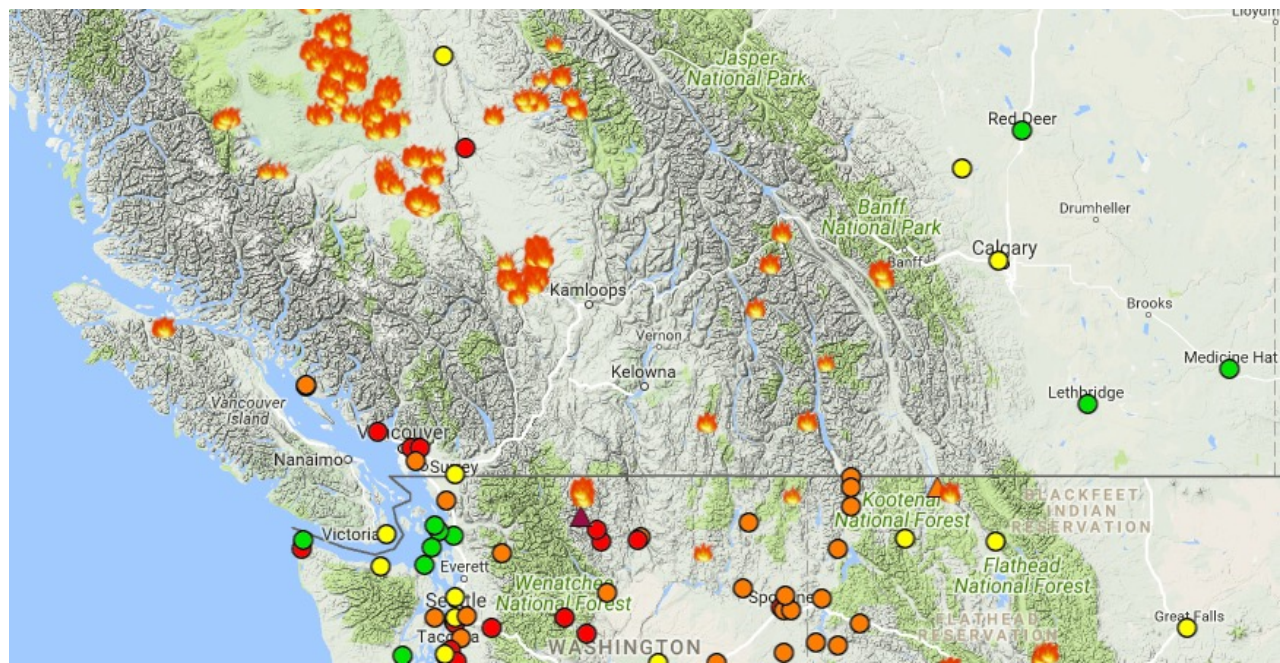 Lloydm
Jasper
National Park
Red Deer
Drumheller
Banff
National Park
Calgary
Banff
Kamloops
Brooks
Vernon
Medicine Hat
Kelowna
Lethbridge
Vancouver
Island
Vancouver
Nanaimo
Surrey
Kootenai
National Forest
BLACKFEET
INDIAN
RESERVATION
Victoria
Everett
Flathead
National Forest
Wenatchee
National Forest
Seattle
Spokane
Great Falls
FLATHEAD
RESERVATION
Tacoma
WASHINGTON